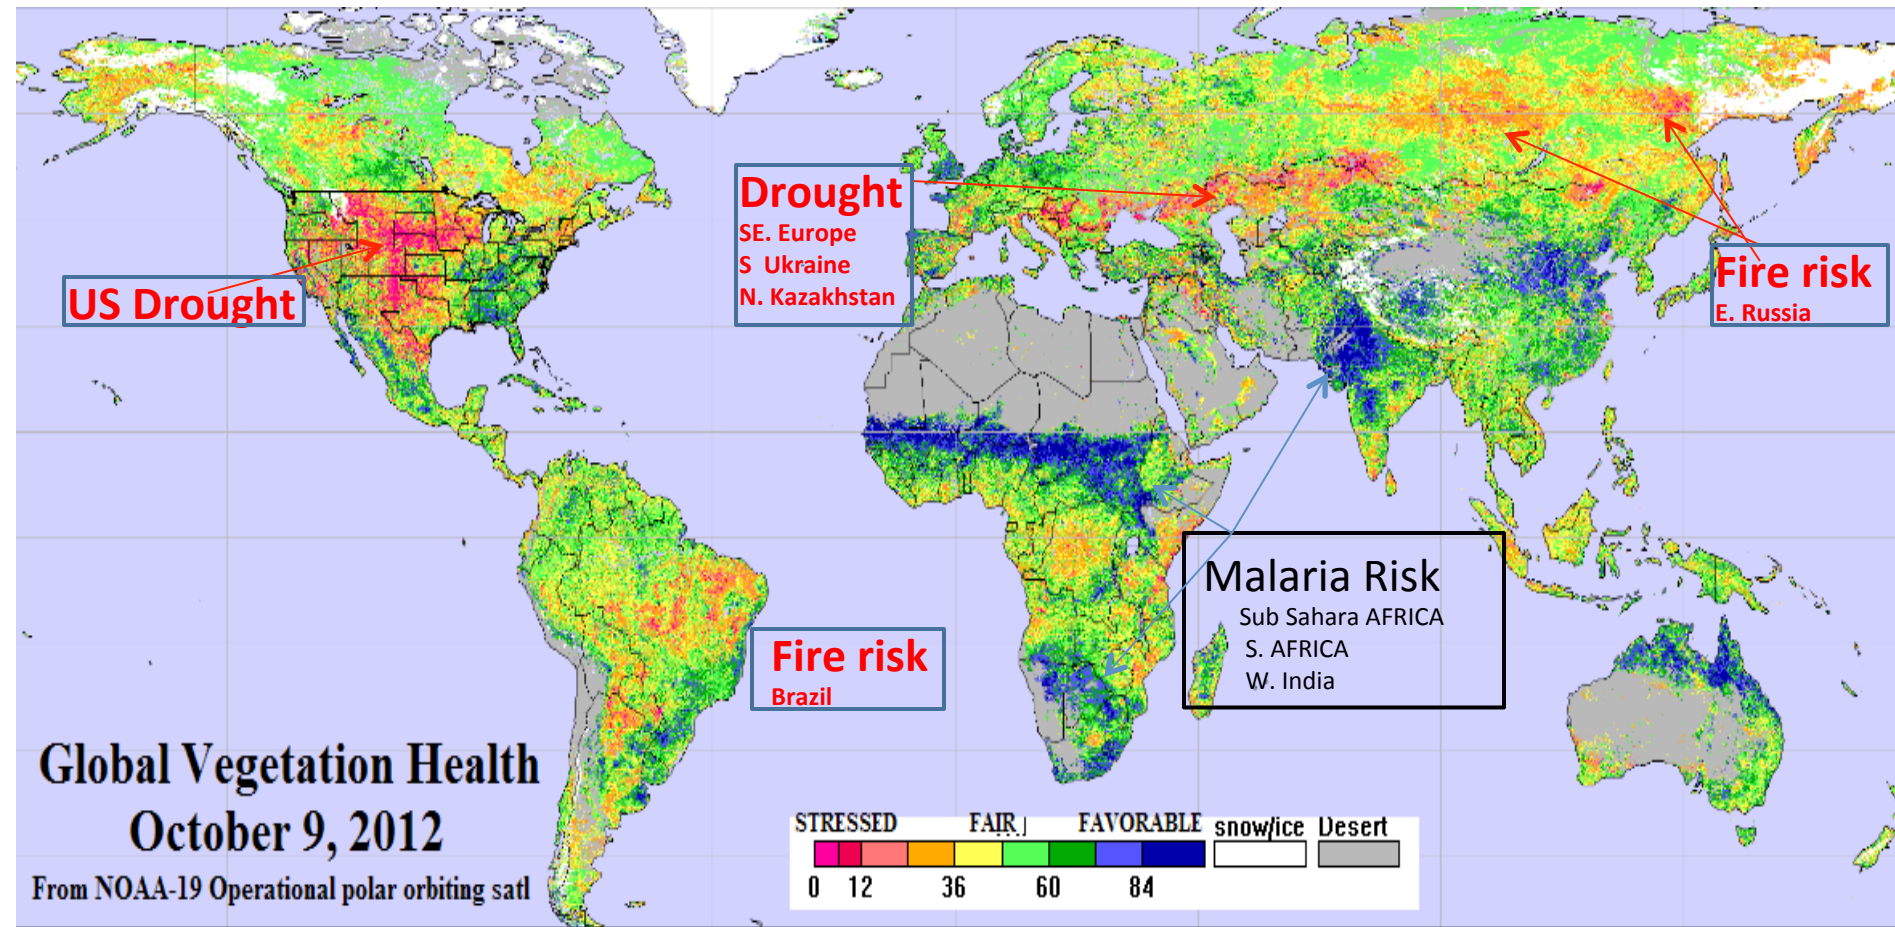 US Drought
Drought
SE. Europe
S Ukraine
N. Kazakhstan
Fire risk
E. Russia
Malaria Risk
Sub Sahara AFRICA
S. AFRICA
W. India
Fire risk
Brazil
Global Vegetation Health
October 9, 2012
From NOAA-19 Operational polar orbiting satl
STRESSED FAIR FAVORABLE snow/ice Desert
0 12 36 60 84